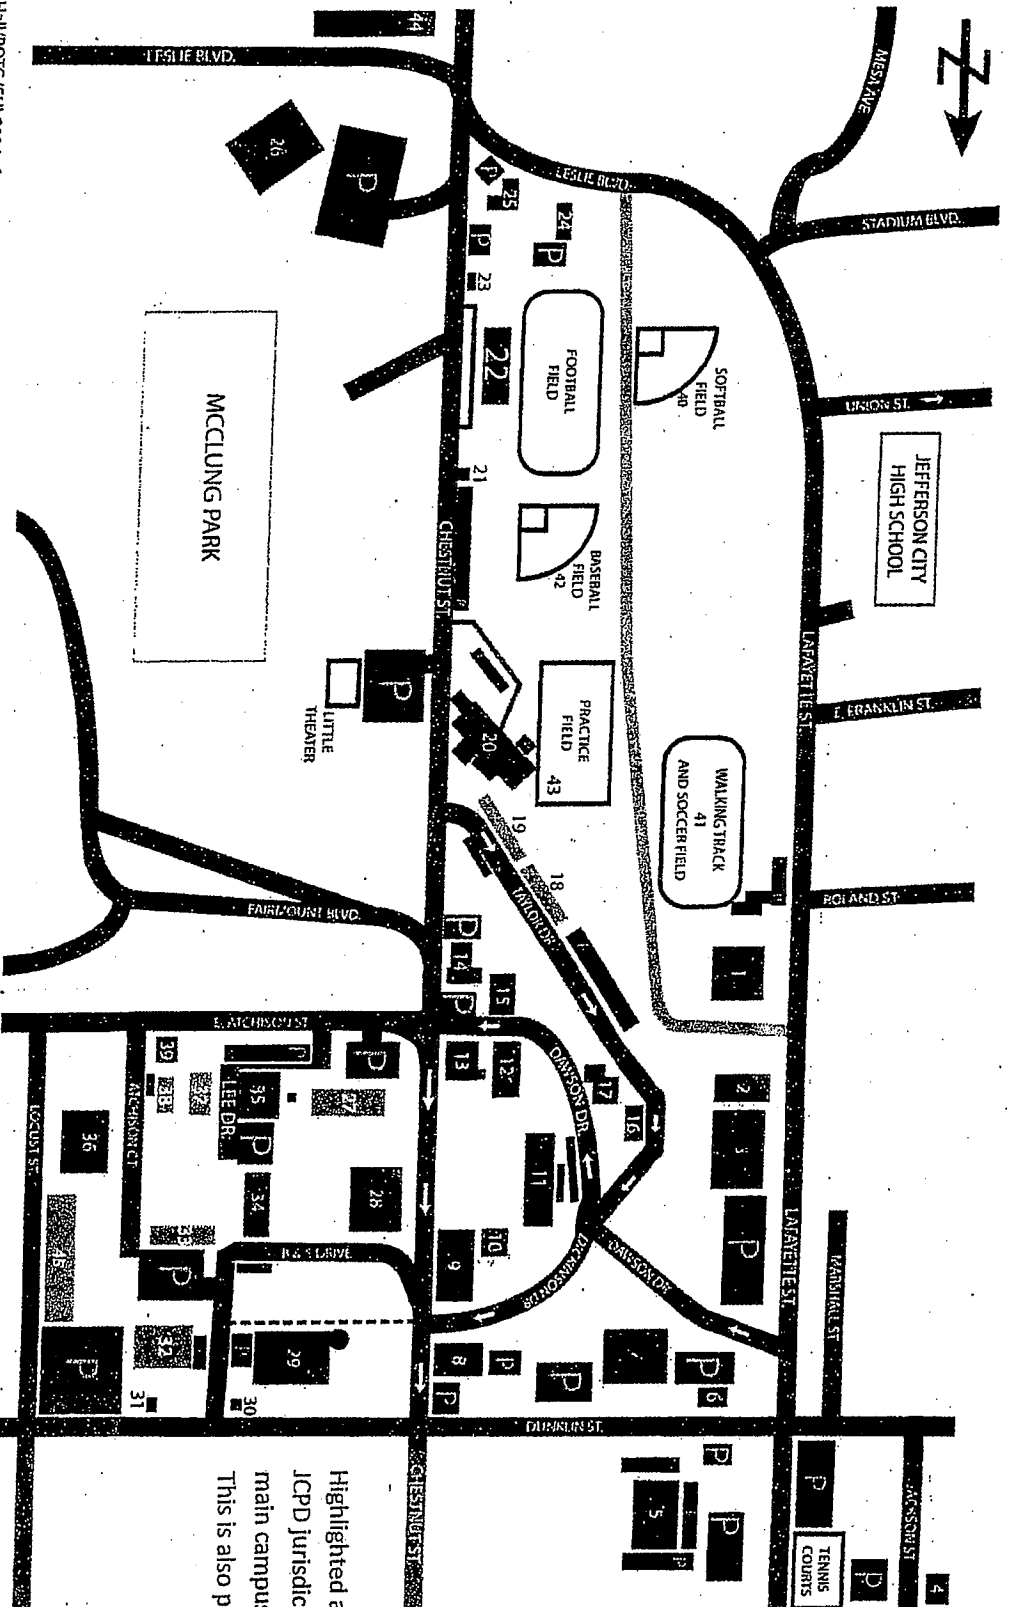 N
44
LESLIE BLVD.
MESA AVE.
26
P
P
25
LESLIE BLVD.
24
P
P
23
STADIUM BLVD.
22
FOOTBALL
FIELD
SOFTBALL
FIELD
40
UNION ST.
JEFFERSON CITY
HIGH SCHOOL
MCCLUNG PARK
21
CHESTNUT ST.
BASEBALL
FIELD
42
LAFAYETTE ST.
E. FRANKLIN ST.
P
LITTLE
THEATER
20
PRACTICE
FIELD
43
WALKING TRACK
41
AND SOCCER FIELD
19
18
TAYLOR DR.
ROLAND ST.
FAIRMOUNT BLVD.
P
14
P
15
1
E. ATCHISON ST.
39
38
P
LEE DR.
35
P
P
13
12
DAWSON DR.
17
16
2
3
LOCUST ST.
36
ATCHISON CT.
34
28
11
P
LAFAYETTE ST.
MARSHALL ST.
P
R & S DRIVE
9
10
DICKINSON DR.
DAWSON DR.
P
32
31
P
29
30
8
P
P
P
7
P
6
DUNKLIN ST.
P
P
JACKSON ST.
CHESTNUT ST.
5
P
P
TENNIS
COURTS
P
4
Highlighted a
JCPD jurisdic
main campus
This is also p